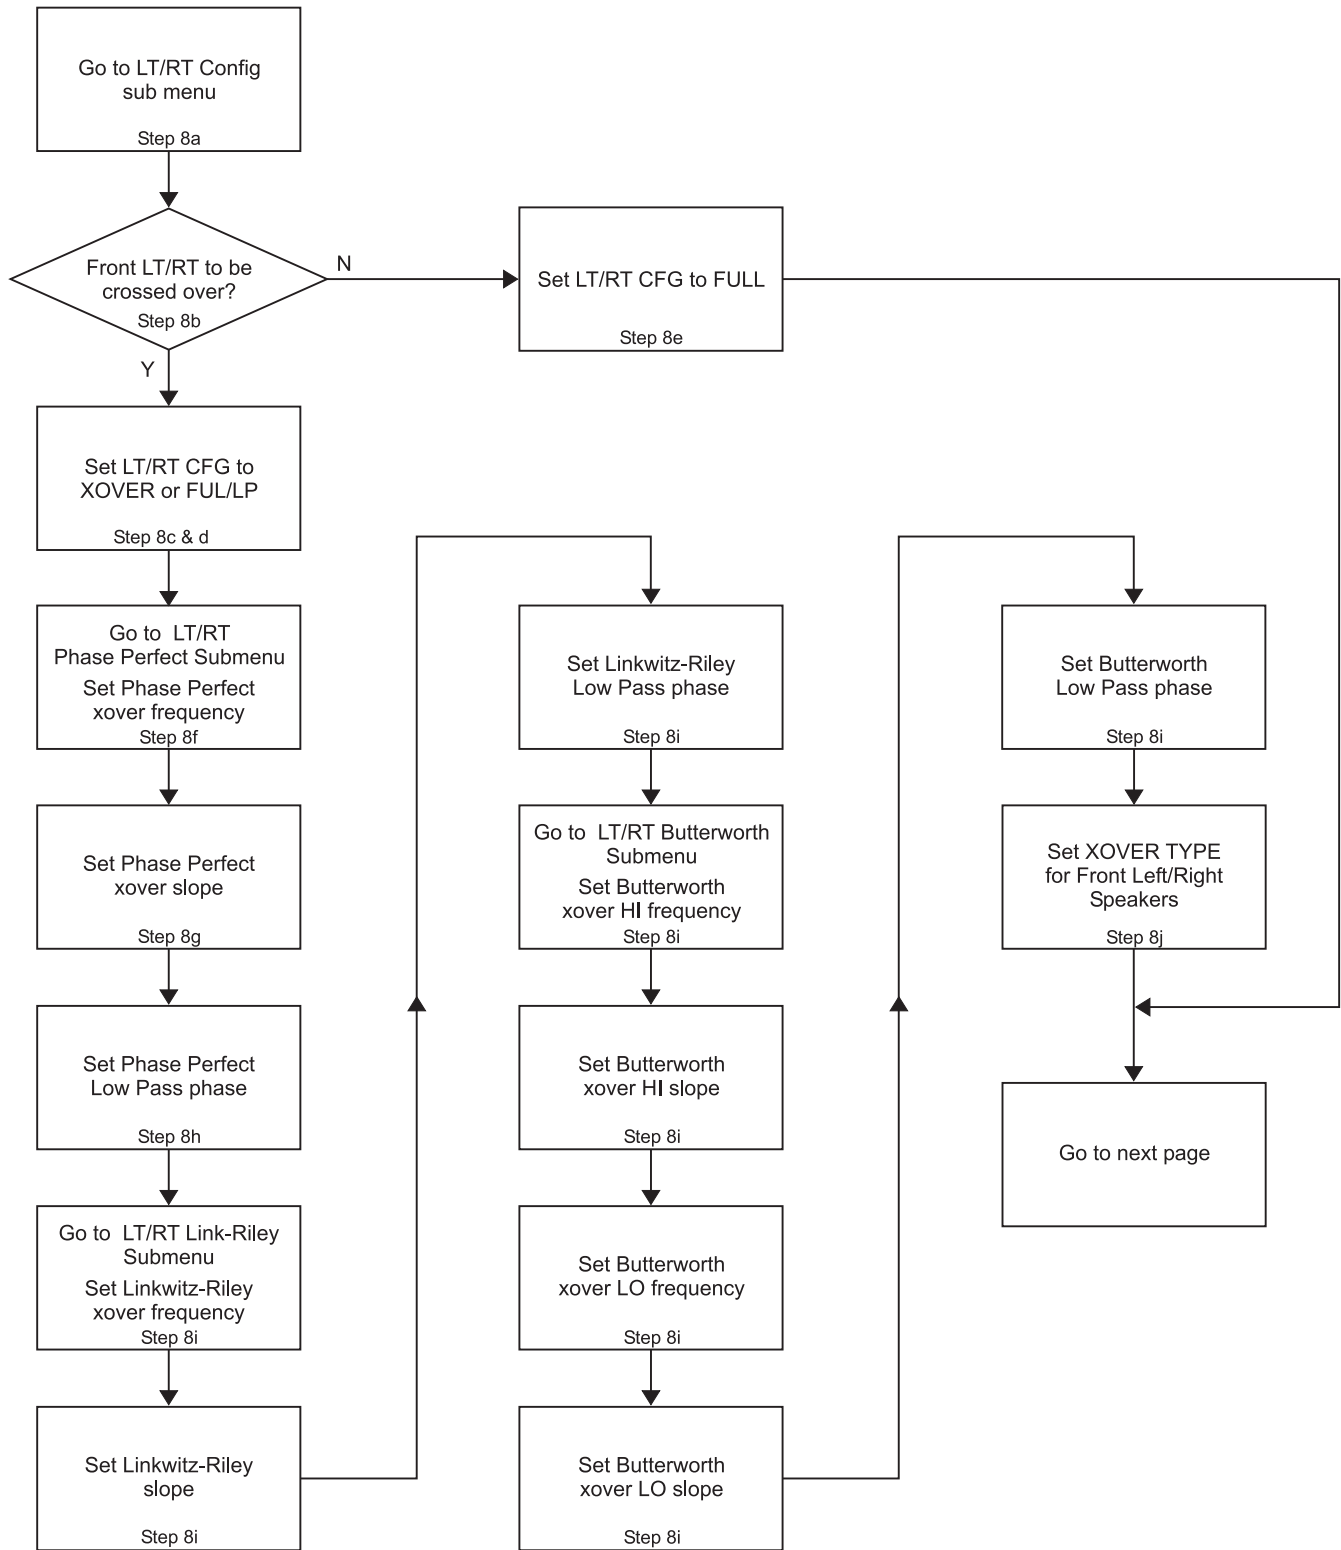 Go to LT/RT Config
sub menu
Step 8a
Front LT/RT to be
crossed over?
Step 8b
N
Y
Set LT/RT CFG to FULL
Step 8e
Set LT/RT CFG to
XOVER or FUL/LP
Step 8c & d
Go to LT/RT
Phase Perfect Submenu
Set Phase Perfect
xover frequency
Step 8f
Set Phase Perfect
xover slope
Step 8g
Set Phase Perfect
Low Pass phase
Step 8h
Go to LT/RT Link-Riley
Submenu
Set Linkwitz-Riley
xover frequency
Step 8i
Set Linkwitz-Riley
slope
Step 8i
Set Linkwitz-Riley
Low Pass phase
Step 8i
Go to LT/RT Butterworth
Submenu
Set Butterworth
xover HI frequency
Step 8i
Set Butterworth
xover HI slope
Step 8i
Set Butterworth
xover LO frequency
Step 8i
Set Butterworth
xover LO slope
Step 8i
Set Butterworth
Low Pass phase
Step 8i
Set XOVER TYPE
for Front Left/Right
Speakers
Step 8j
Go to next page